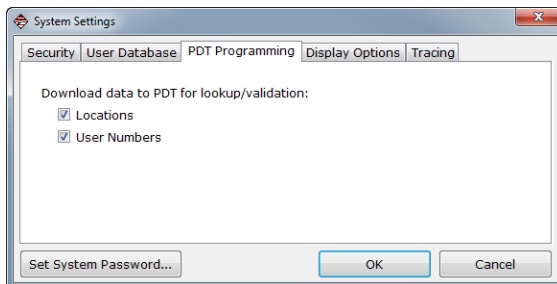 System Settings
Security User Database PDT Programming Display Options Tracing
Download data to PDT for lookup/validation:
Locations
User Numbers
Set System Password... OK Cancel